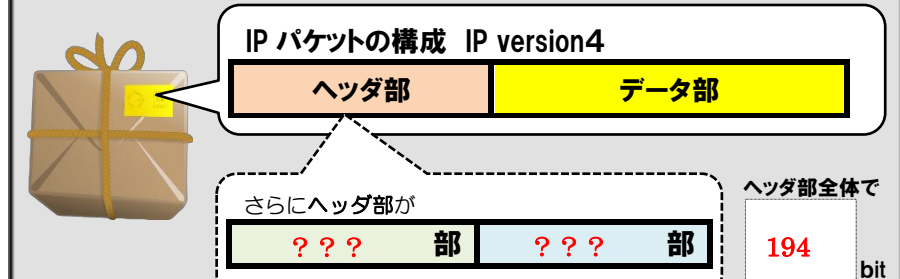 IP パケットの構成 IP version4
ヘッダ部 データ部
さらにヘッダ部が
？？？ 部 ？？？ 部
ヘッダ部全体で
194
bit